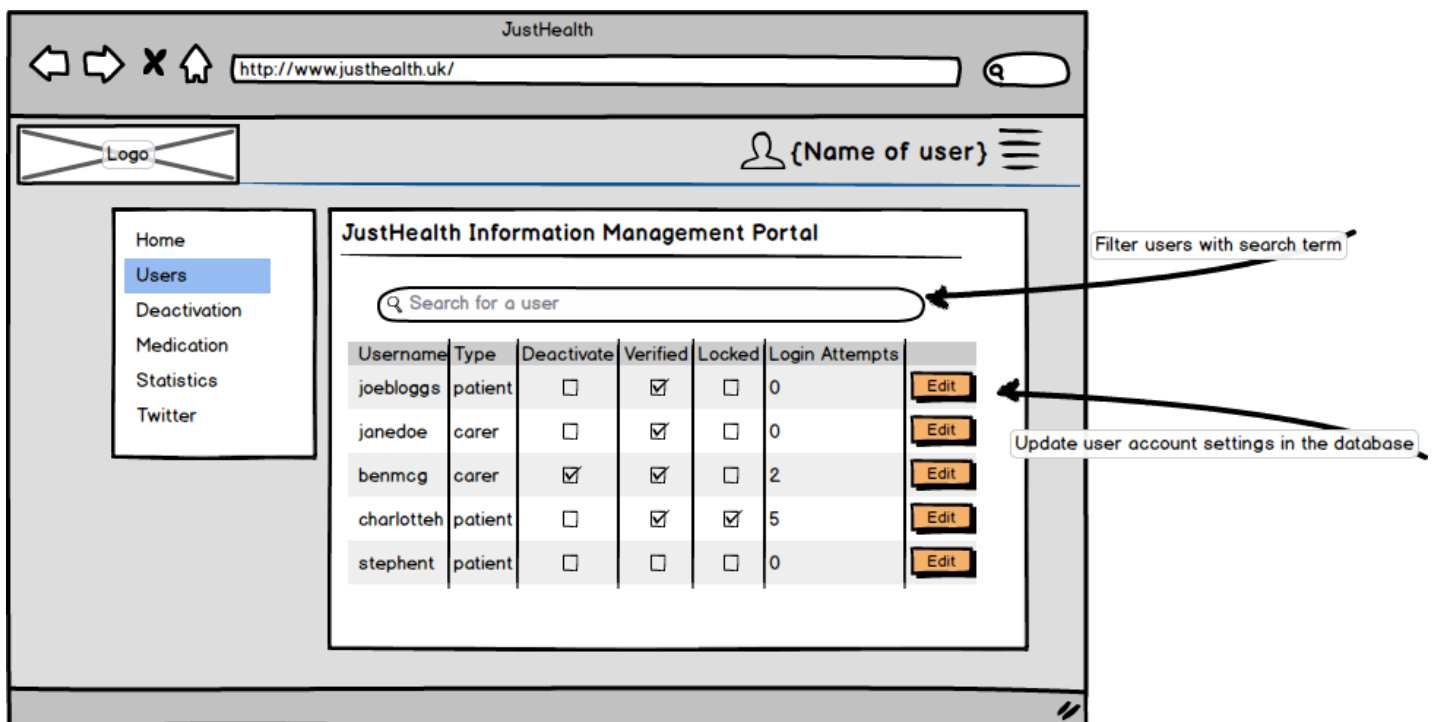 JustHealth
http://www.justhealth.uk/
Logo
{Name of user}
Home
Users
Deactivation
Medication
Statistics
Twitter
JustHealth Information Management Portal
Search for a user
Username Type Deactivate Verified Locked Login Attempts
joebloggs patient 0 Edit
janedoe carer 0 Edit
benmcg carer 2 Edit
charlotteh patient 5 Edit
stephent patient 0 Edit
Filter users with search term
Update user account settings in the database